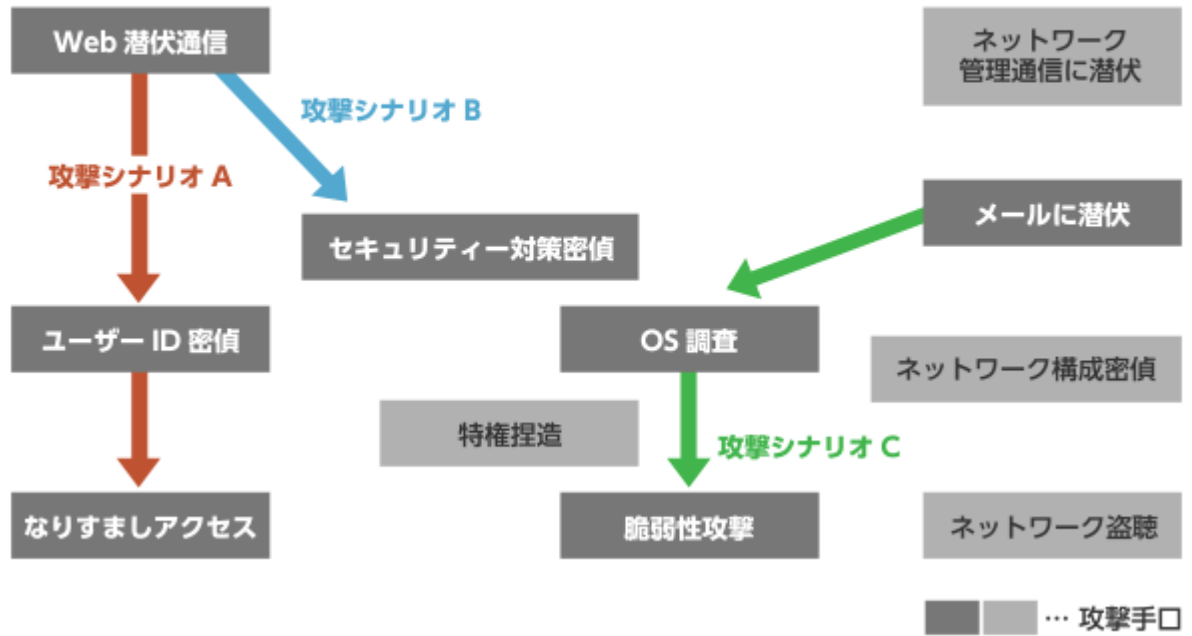 Web 潜伏通信
ネットワーク
管理通信に潜伏
攻撃シナリオ B
攻撃シナリオ A
メールに潜伏
セキュリティー対策密偵
ユーザー ID 密偵
OS 調査
ネットワーク構成密偵
特権捏造
攻撃シナリオ C
なりすましアクセス
脆弱性攻撃
ネットワーク盗聴
… 攻撃手口